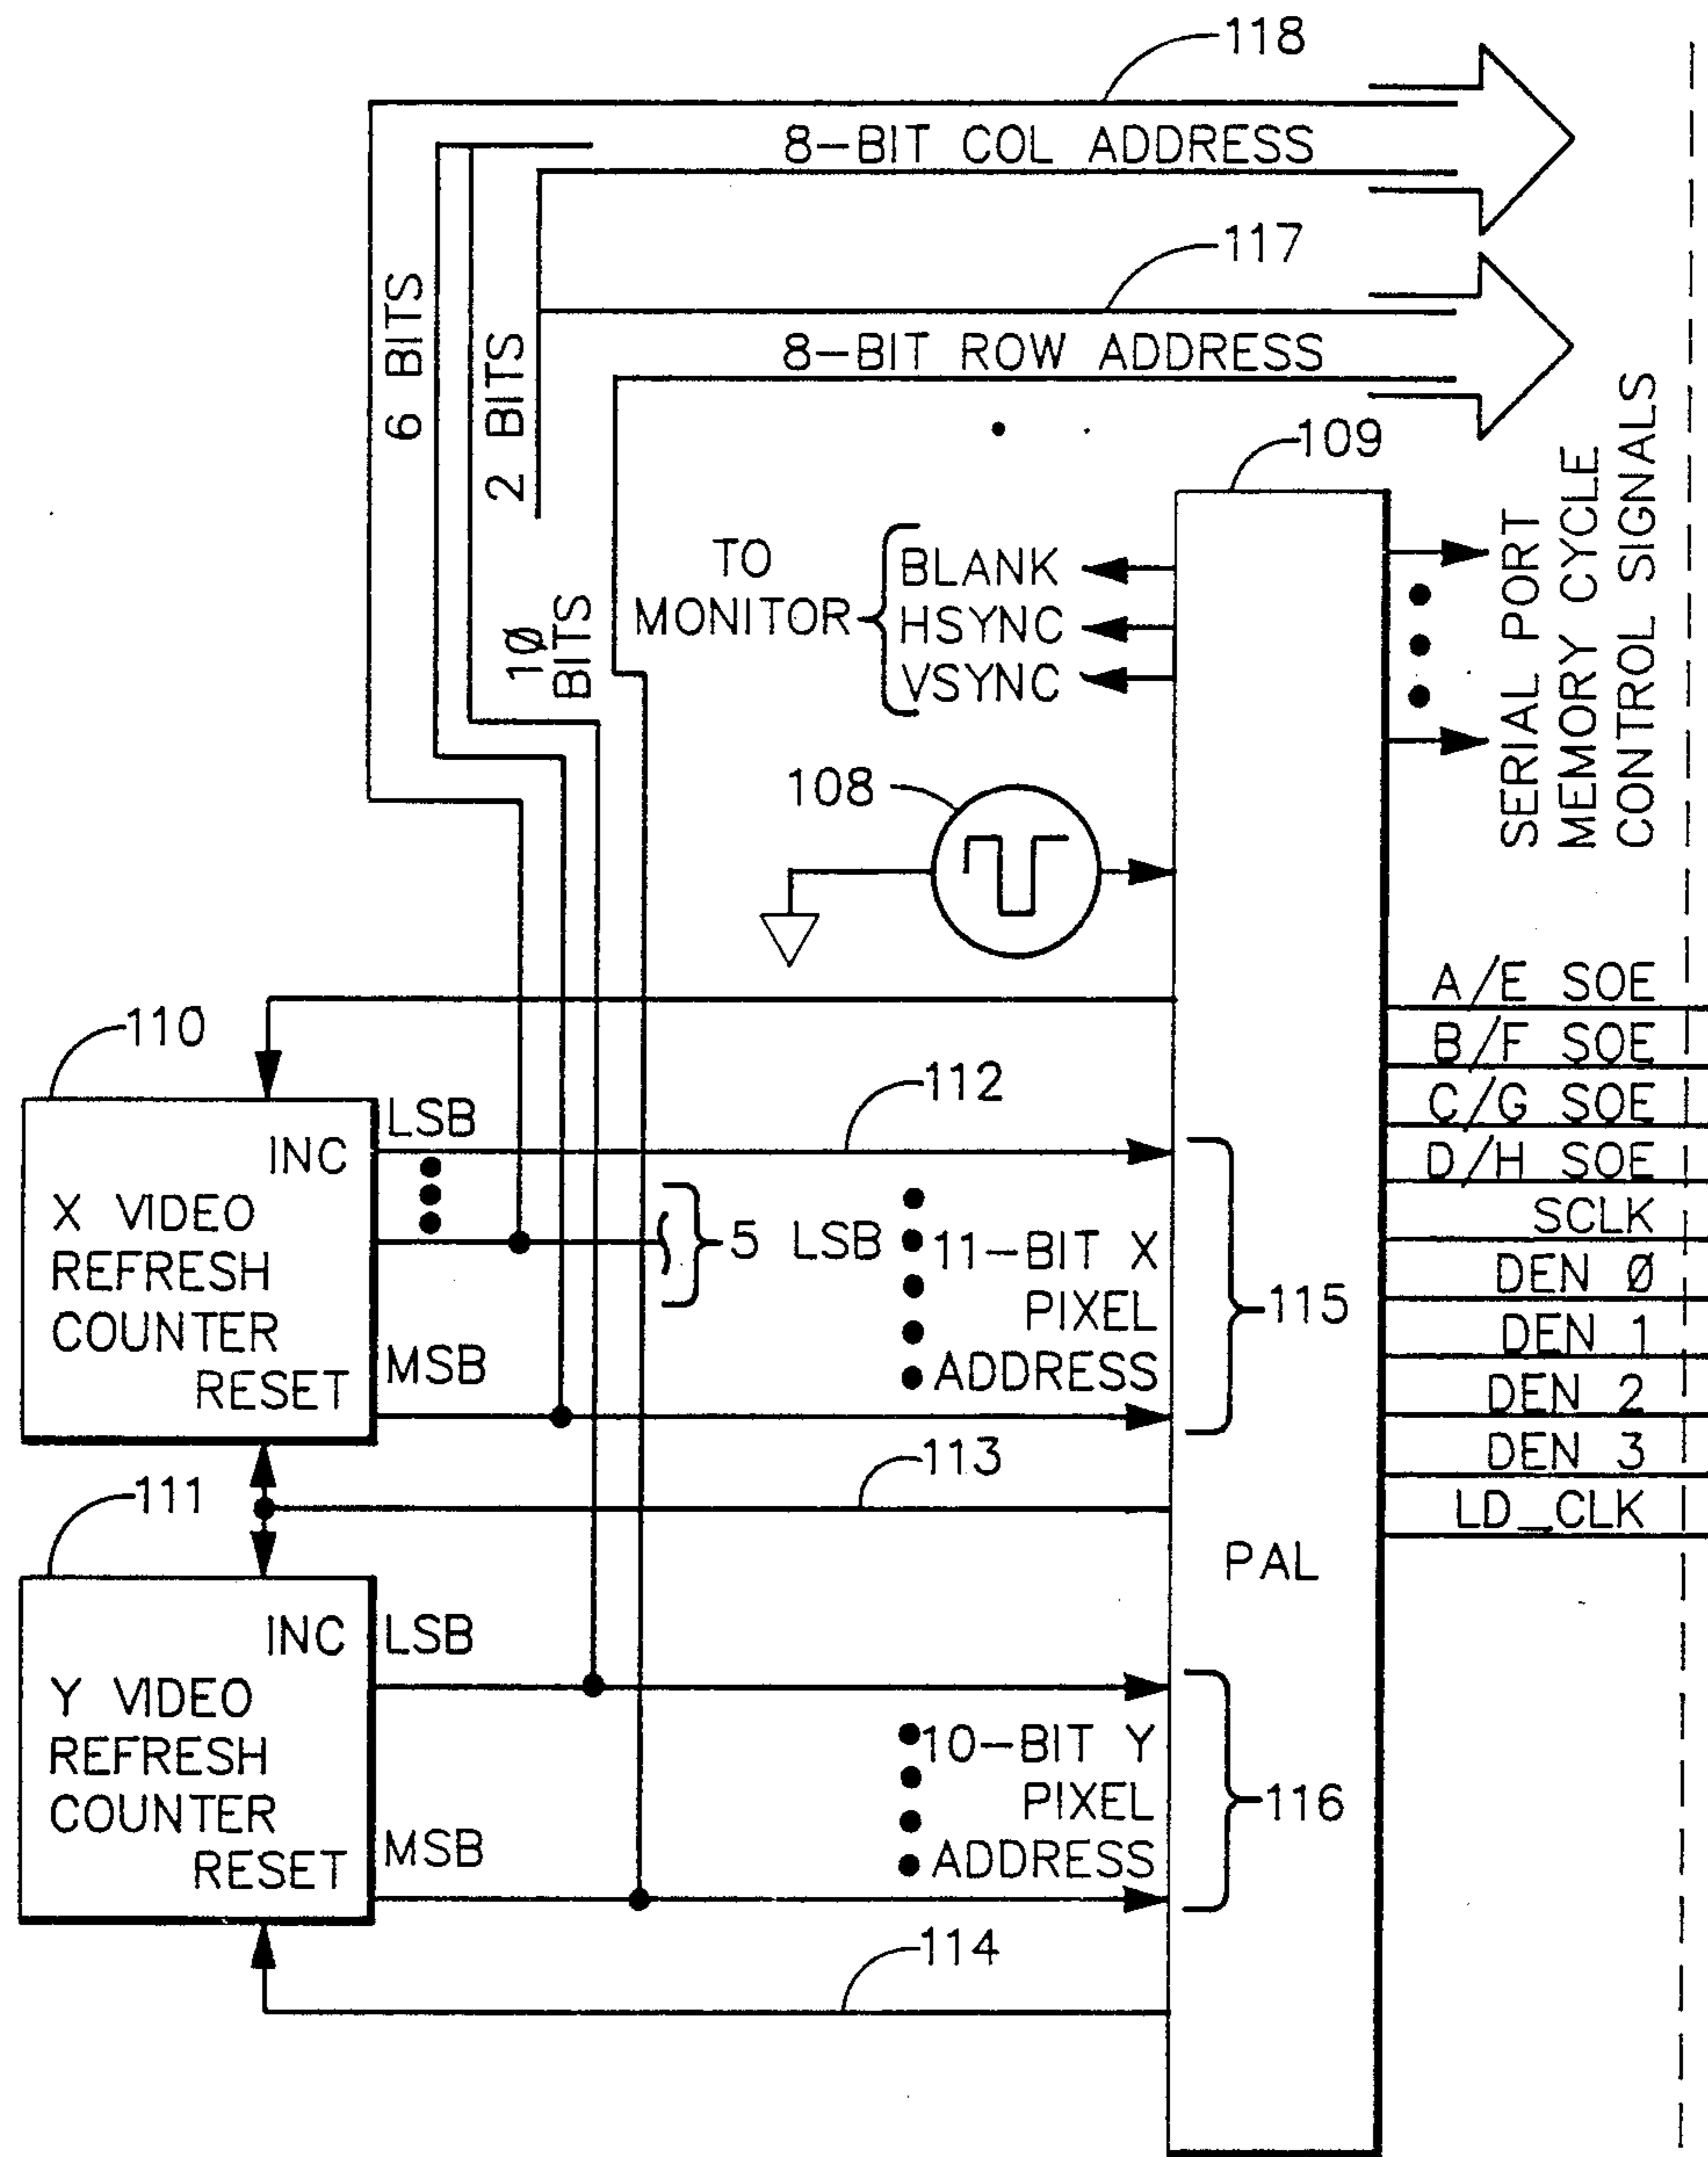 118
8-BIT COL ADDRESS
117
8-BIT ROW ADDRESS
6 BITS
2 BITS
1Ø
BITS
109
TO
MONITOR
BLANK
HSYNC
VSYNC
SERIAL PORT
MEMORY CYCLE
CONTROL SIGNALS
108
A/E SOE
B/F SOE
C/G SOE
D/H SOE
SCLK
DEN Ø
DEN 1
DEN 2
DEN 3
LD_CLK
110
INC
X VIDEO
REFRESH
COUNTER
RESET
LSB
MSB
112
5 LSB
11-BIT X
PIXEL
ADDRESS
115
113
111
INC
Y VIDEO
REFRESH
COUNTER
RESET
LSB
MSB
PAL
10-BIT Y
PIXEL
ADDRESS
116
114